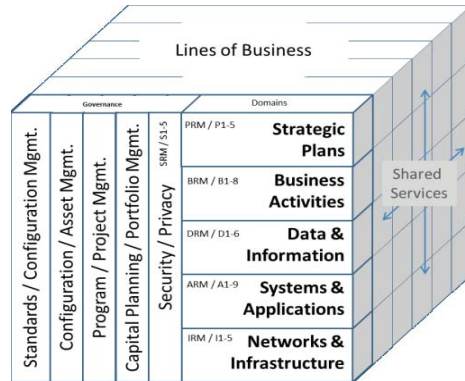 Lines of Business
Governance
Domains
Standards / Configuration Mgmt.
Configuration / Asset Mgmt.
Program / Project Mgmt.
Capital Planning / Portfolio Mgmt.
Security / Privacy
SRM / S1-5
PRM / P1-5
Strategic
Plans
BRM / B1-8
Business
Activities
DRM / D1-6
Data &
Information
ARM / A1-9
Systems &
Applications
IRM / I1-5
Networks &
Infrastructure
Shared
Services